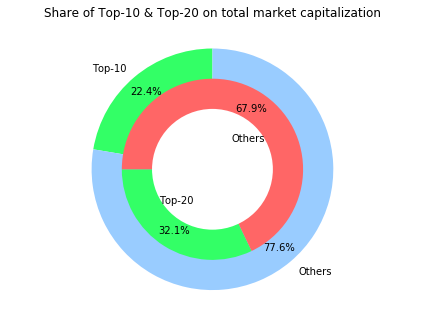 Share of Top-10 & Top-20 on total market capitalization
Top-10
22.4%
67.9%
Others
Top-20
32.1%
77.6%
Others